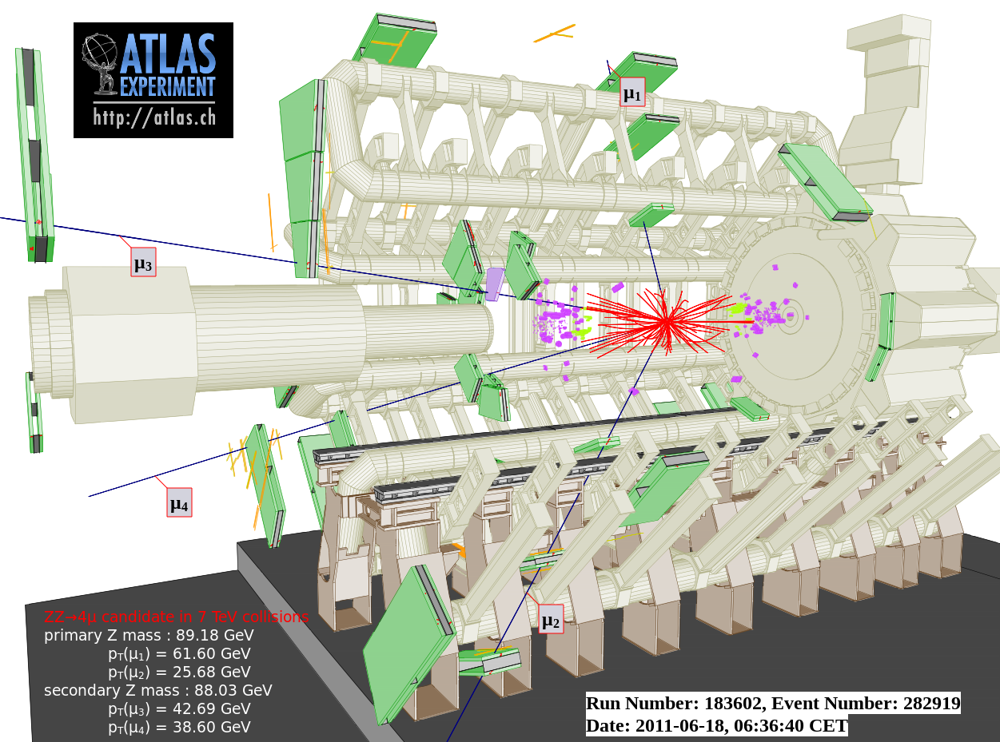 ATLAS
EXPERIMENT
http://atlas.ch
μ1
μ3
μ4
μ2
ZZ→4μ candidate in 7 TeV collisions
primary Z mass : 89.18 GeV
pT(μ1) = 61.60 GeV
pT(μ2) = 25.68 GeV
secondary Z mass : 88.03 GeV
pT(μ3) = 42.69 GeV
pT(μ4) = 38.60 GeV
Run Number: 183602, Event Number: 282919
Date: 2011-06-18, 06:36:40 CET